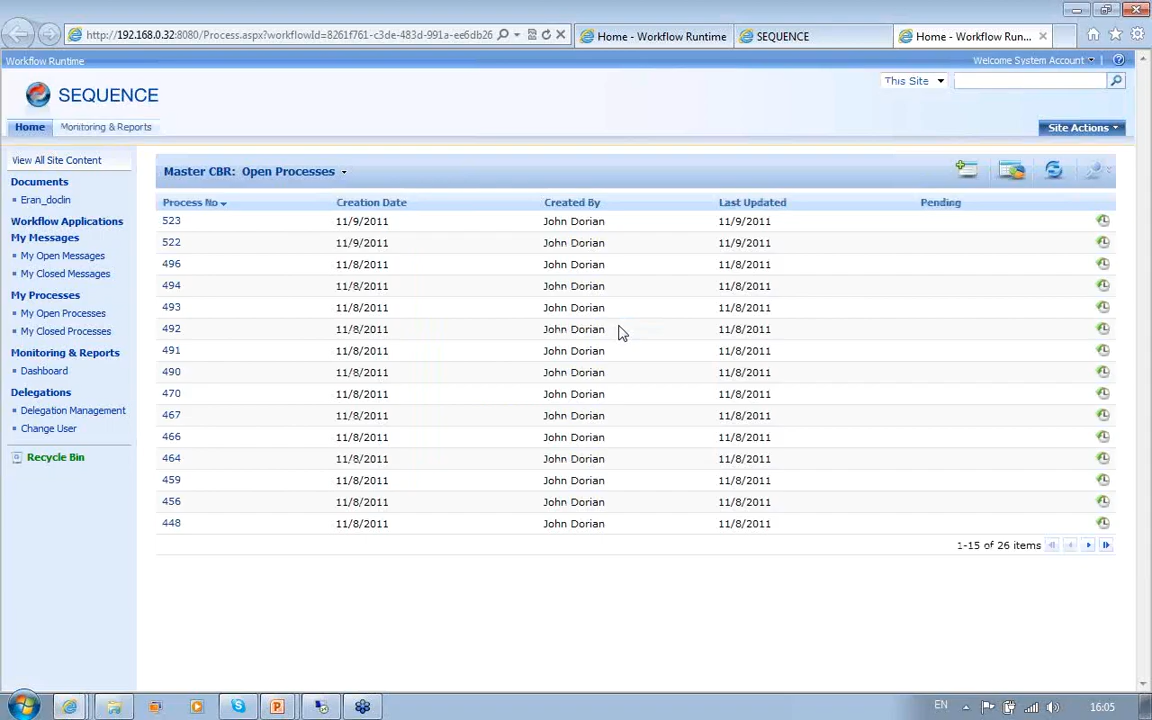 http://192.168.0.32:8080/Process.aspx?workflowId=8261f761-c3de-483d-991a-ee6db26
Home - Workflow Runtime
SEQUENCE
Home - Workflow Run...
Workflow Runtime
Welcome System Account
SEQUENCE
This Site
Home
Monitoring & Reports
Site Actions
View All Site Content
Documents
Eran_doclin
Workflow Applications
My Messages
My Open Messages
My Closed Messages
My Processes
My Open Processes
My Closed Processes
Monitoring & Reports
Dashboard
Delegations
Delegation Management
Change User
Recycle Bin
Master CBR: Open Processes
Process No Creation Date Created By Last Updated Pending
523 11/9/2011 John Dorian 11/9/2011
522 11/9/2011 John Dorian 11/9/2011
496 11/8/2011 John Dorian 11/8/2011
494 11/8/2011 John Dorian 11/8/2011
493 11/8/2011 John Dorian 11/8/2011
492 11/8/2011 John Dorian 11/8/2011
491 11/8/2011 John Dorian 11/8/2011
490 11/8/2011 John Dorian 11/8/2011
470 11/8/2011 John Dorian 11/8/2011
467 11/8/2011 John Dorian 11/8/2011
466 11/8/2011 John Dorian 11/8/2011
464 11/8/2011 John Dorian 11/8/2011
459 11/8/2011 John Dorian 11/8/2011
456 11/8/2011 John Dorian 11/8/2011
448 11/8/2011 John Dorian 11/8/2011
1-15 of 26 items
EN
16:05